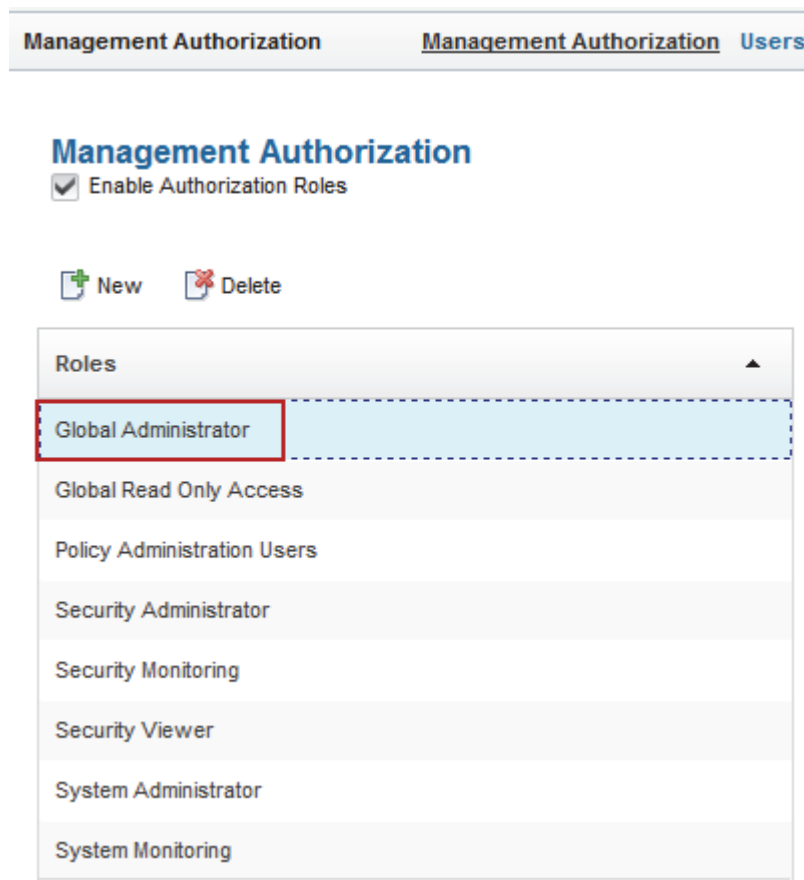 Management Authorization Management Authorization Users
Management Authorization
Enable Authorization Roles
New Delete
Roles
Global Administrator
Global Read Only Access
Policy Administration Users
Security Administrator
Security Monitoring
Security Viewer
System Administrator
System Monitoring